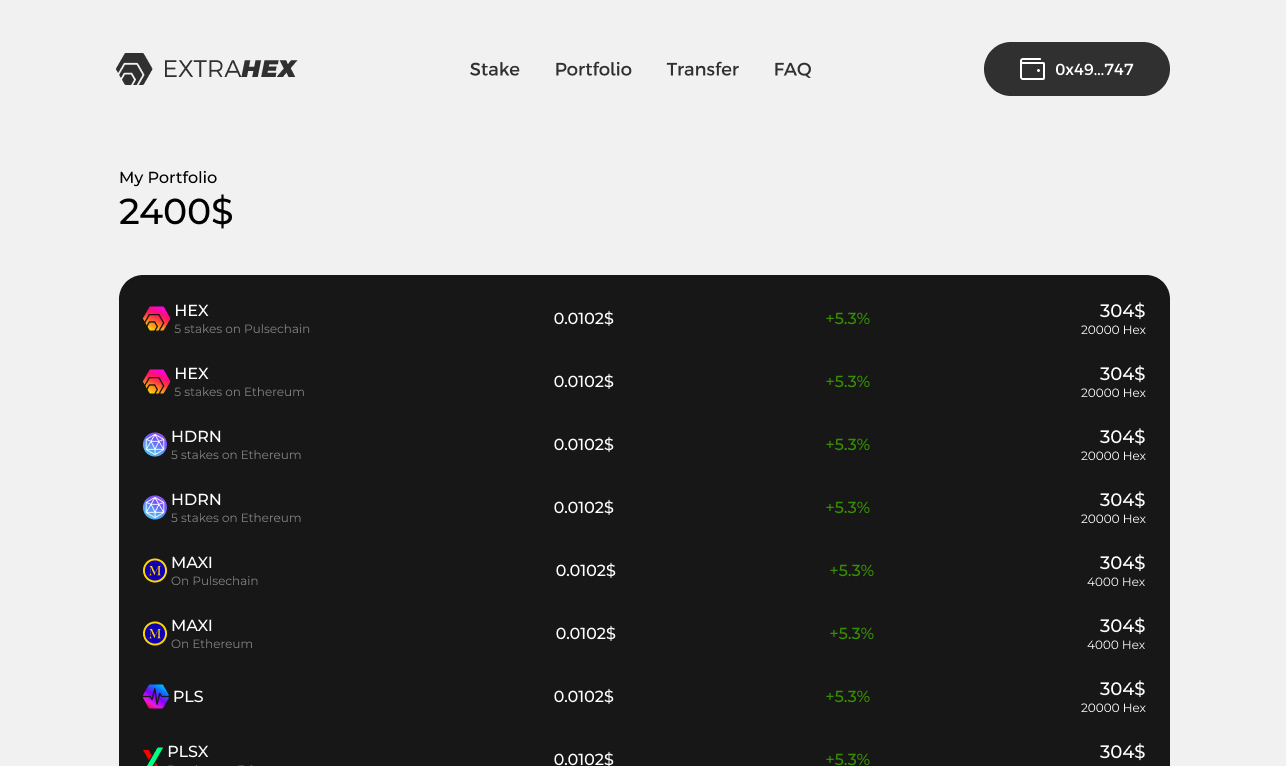 EXTRAHEX
Stake Portfolio Transfer FAQ
0x49...747
My Portfolio
2400$
HEX
5 stakes on Pulsechain
0.0102$
+5.3%
304$
20000 Hex
HEX
5 stakes on Ethereum
0.0102$
+5.3%
304$
20000 Hex
HDRN
5 stakes on Ethereum
0.0102$
+5.3%
304$
20000 Hex
HDRN
5 stakes on Ethereum
0.0102$
+5.3%
304$
20000 Hex
M
MAXI
On Pulsechain
0.0102$
+5.3%
304$
4000 Hex
M
MAXI
On Ethereum
0.0102$
+5.3%
304$
4000 Hex
PLS
0.0102$
+5.3%
304$
20000 Hex
PLSX
0.0102$
+5.3%
304$